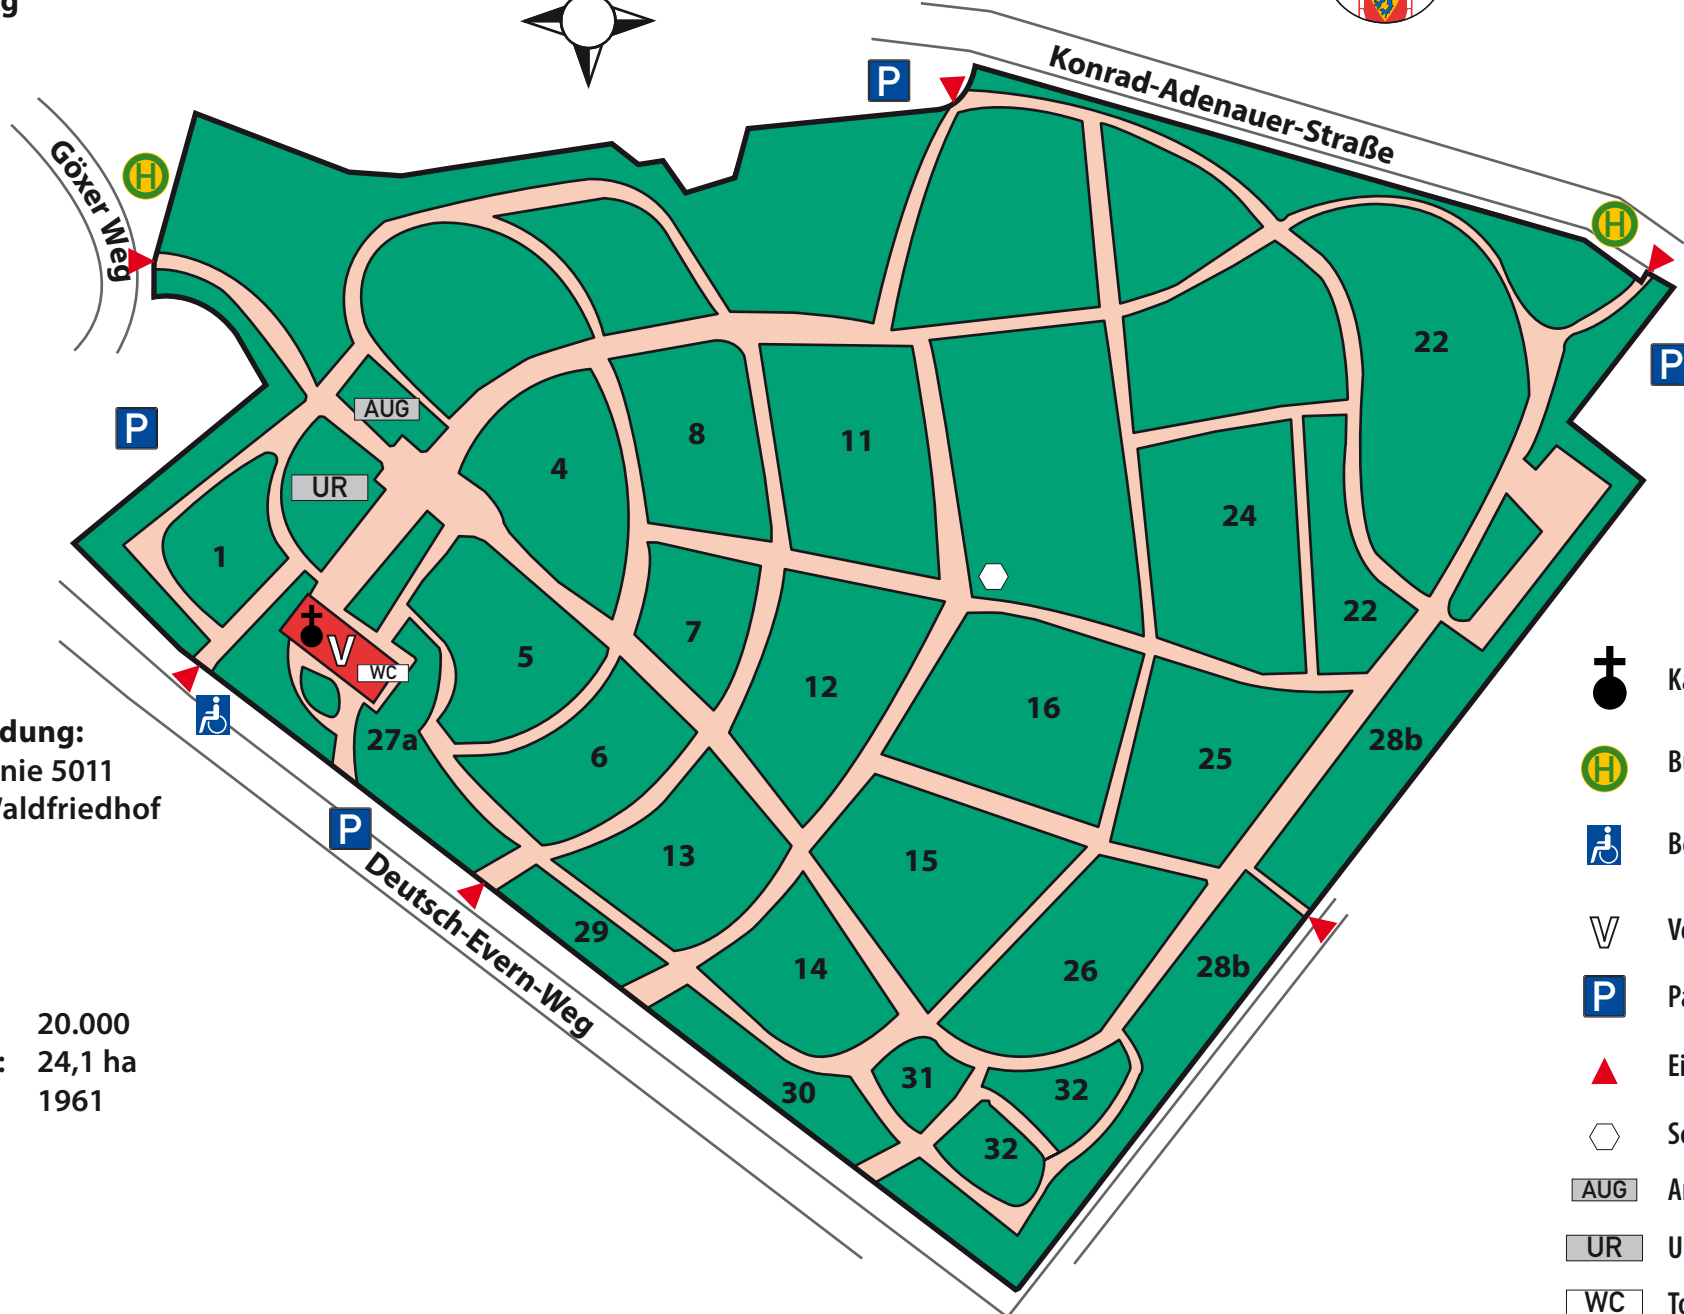 g
P
Konrad-Adenauer-Straße
Göxer Weg
H
H
22
P
AUG
P
8
11
4
UR
24
1
22
7
5
V
WC
12
16
27a
28b
25
6
dung:
nie 5011
Valdfriedhof
P
13
15
Deutsch-Evern-Weg
29
14
26
28b
20.000
: 24,1 ha
1961
31
32
30
32
H
V
P
AUG
UR
WC